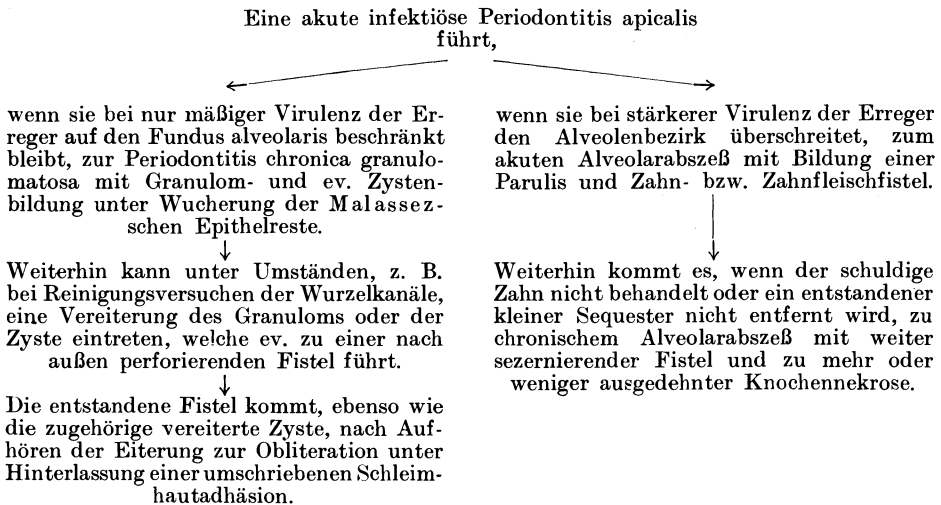 Eine akute infektiöse Periodontitis apicalis
führt,
wenn sie bei nur mäßiger Virulenz der Er-
reger auf den Fundus alveolaris beschränkt
bleibt, zur Periodontitis chronica granulo-
matosa mit Granulom- und ev. Zysten-
bildung unter Wucherung der Malassez-
schen Epithelreste.
Weiterhin kann unter Umständen, z. B.
bei Reinigungsversuchen der Wurzelkanäle,
eine Vereiterung des Granuloms oder der
Zyste eintreten, welche ev. zu einer nach
außen perforierenden Fistel führt.
Die entstandene Fistel kommt, ebenso wie
die zugehörige vereiterte Zyste, nach Auf-
hören der Eiterung zur Obliteration unter
Hinterlassung einer umschriebenen Schleim-
hautadhäsion.
wenn sie bei stärkerer Virulenz der Erreger
den Alveolenbezirk überschreitet, zum
akuten Alveolarabszeß mit Bildung einer
Parulis und Zahn- bzw. Zahnfleischfistel.
Weiterhin kommt es, wenn der schuldige
Zahn nicht behandelt oder ein entstandener
kleiner Sequester nicht entfernt wird, zu
chronischem Alveolarabszeß mit weiter
sezernierender Fistel und zu mehr oder
weniger ausgedehnter Knochennekrose.